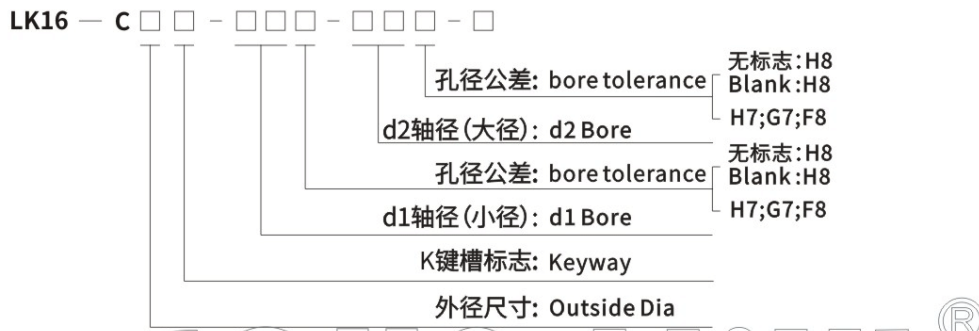 LK16 — C□□-□□□-□□□-□
孔径公差: bore tolerance
无标志:H8
Blank:H8
H7;G7;F8
d2轴径(大径): d2 Bore
孔径公差: bore tolerance
无标志:H8
Blank:H8
H7;G7;F8
d1轴径(小径): d1 Bore
K键槽标志: Keyway
外径尺寸: Outside Dia
®